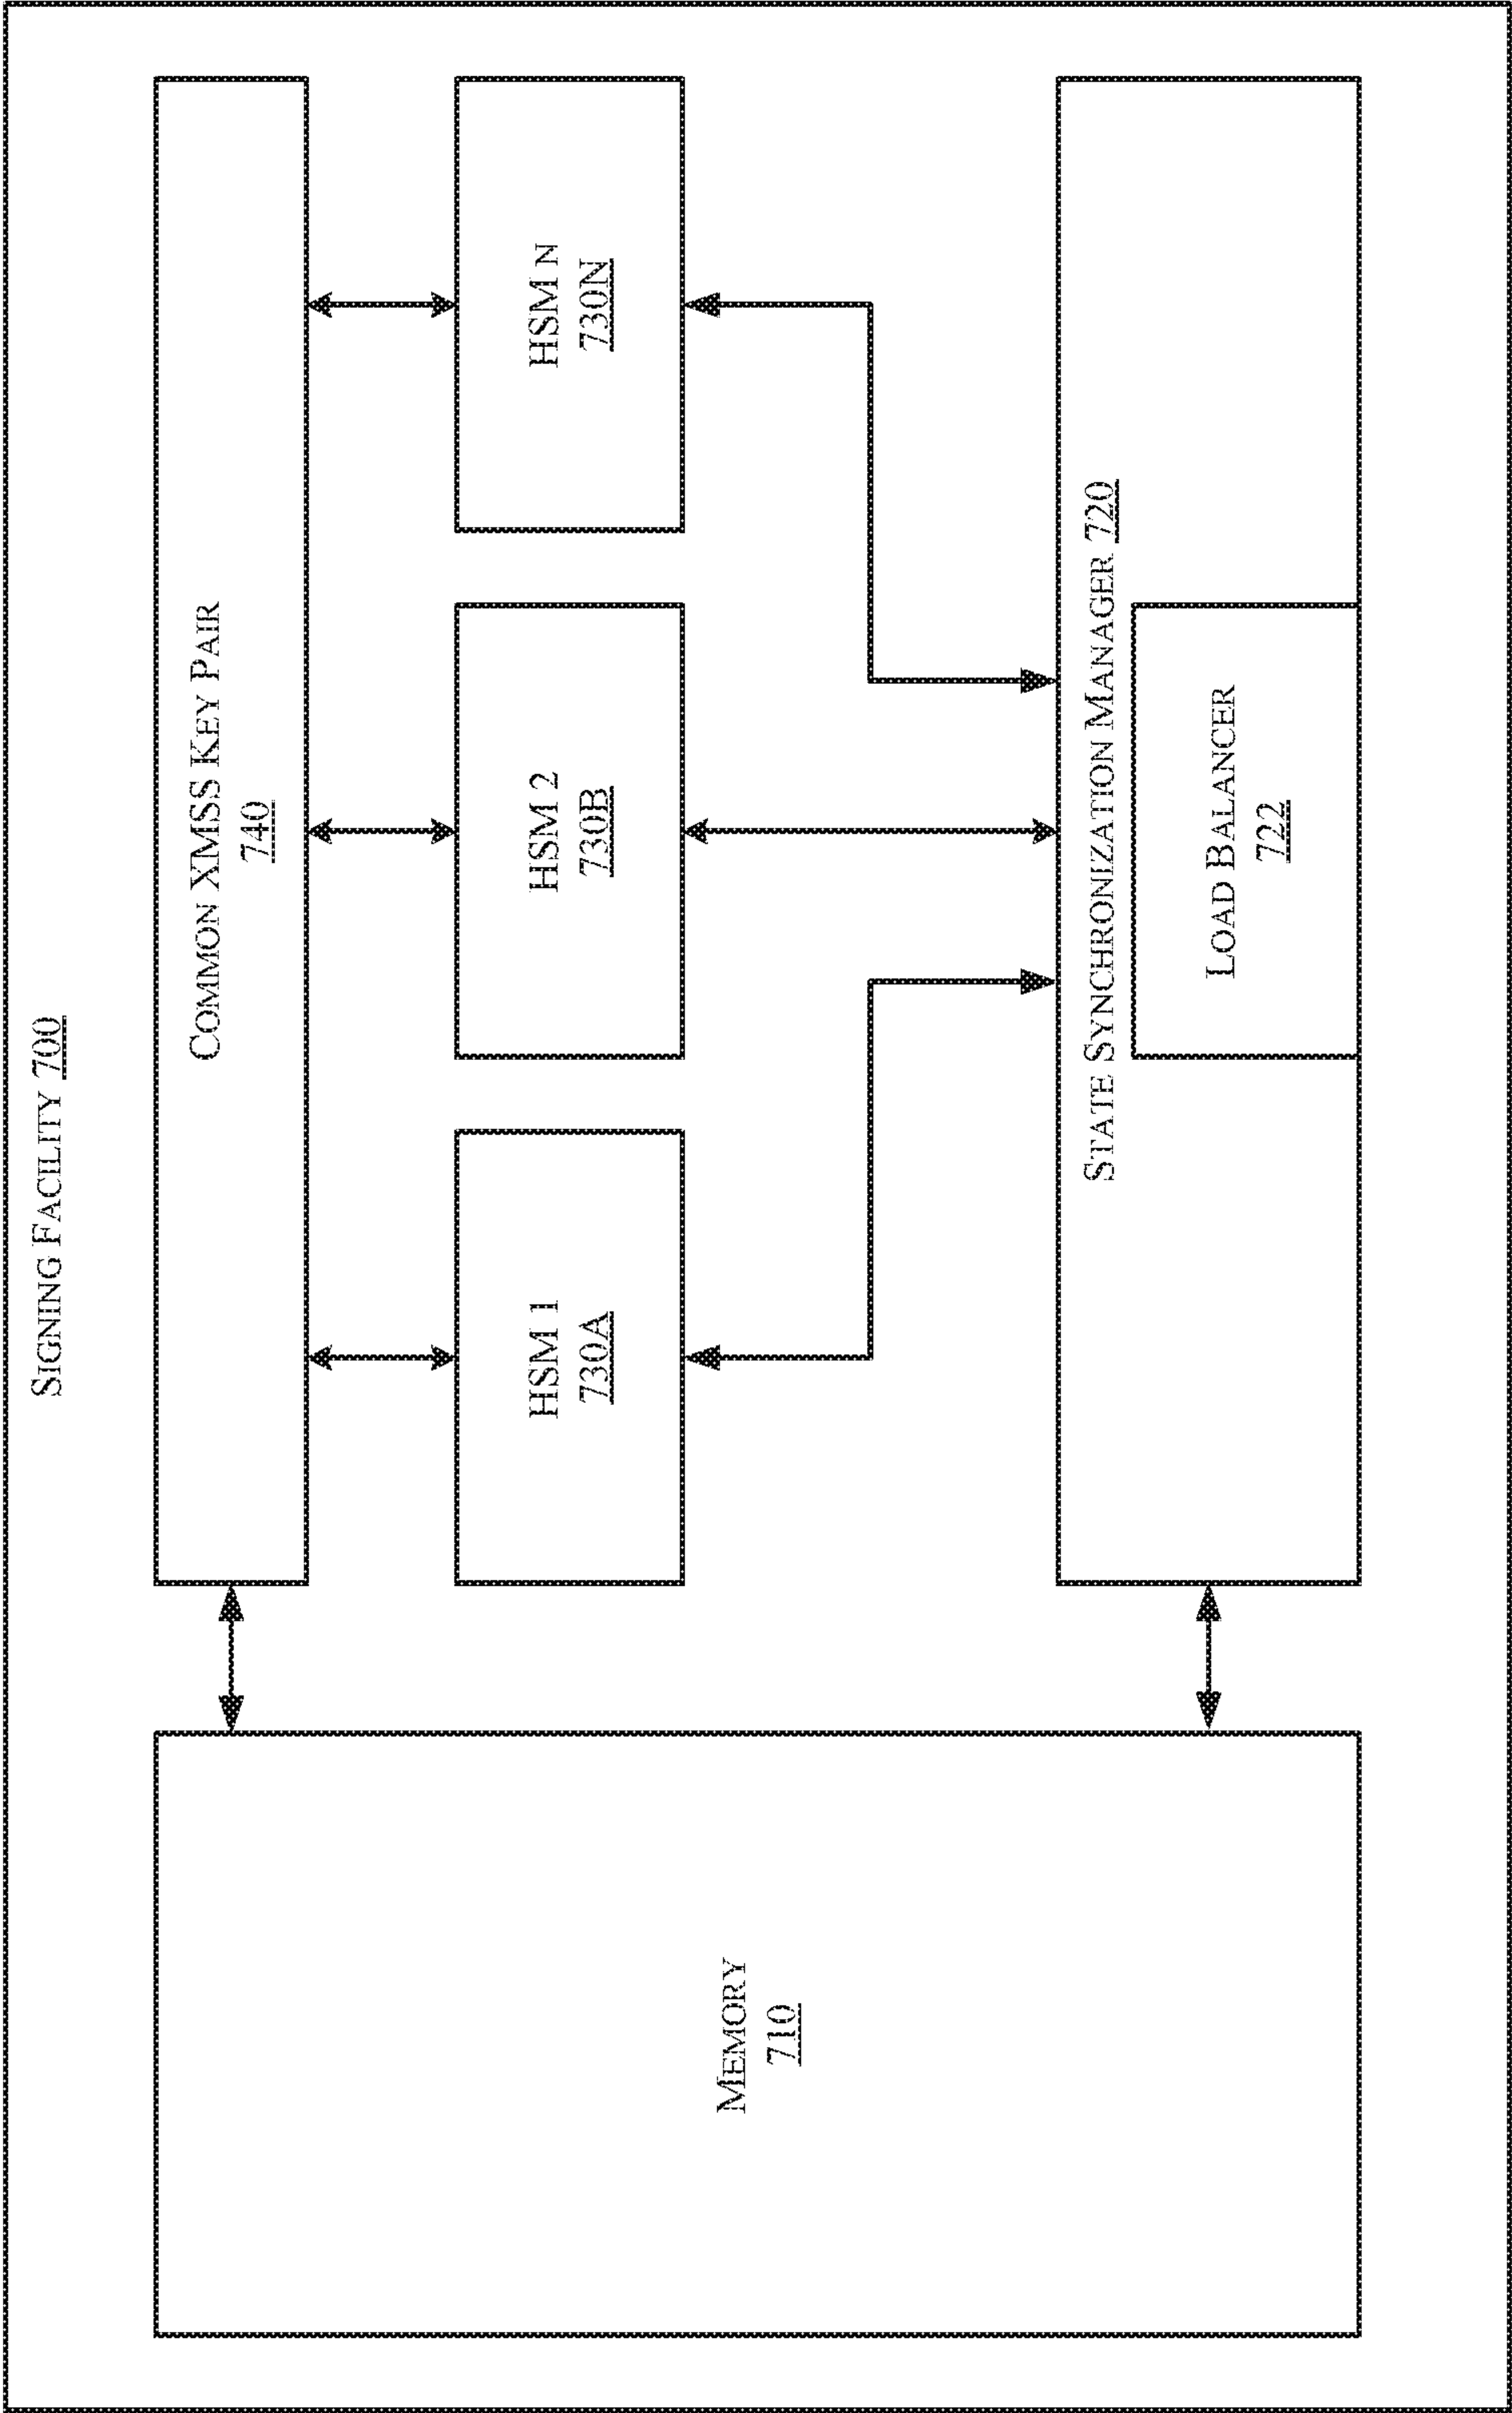 SIGNING FACILITY 700
COMMON XMSS KEY PAIR
740
HSM 1
730A
HSM 2
730B
HSM N
730N
MEMORY
710
STATE SYNCHRONIZATION MANAGER 720
LOAD BALANCER
722